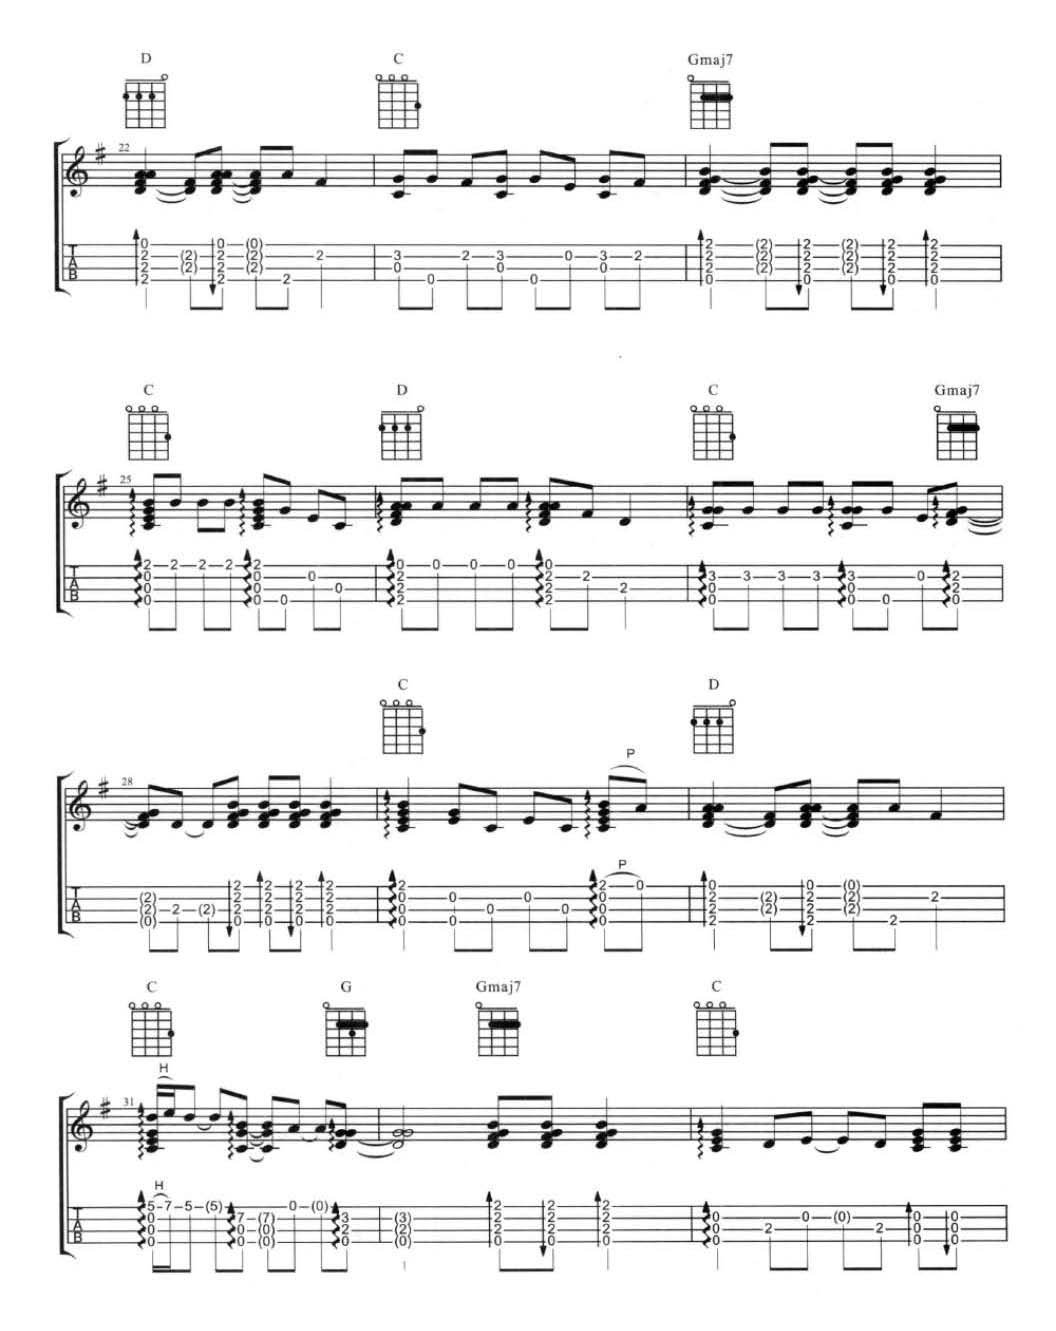 D C Gmaj7
22
T A B
0 0 (0) 2 (2) 2 (2) 2 2
2 (2) 2 (2) 2 3 2 3 0 3 2 2 (2) 2 (2) 2 2
2 (2) 2 (2) 0 0 0 2 (2) 2 (2) 2 2
2 2 2 0 0 0 0 0 0
C D C Gmaj7
25
T A B
2 2 2 2 2 0 0 0 0 0
0 0 0 2 2 2 3 3 3 3 3 0 2
0 0 0 2 2 2 0 0 2
0 0 0 2 2 0 0 0 0
C D
P
28
P
T A B
2 2 2 2 2 2 0 0 0 (0)
(2) 2 2 2 2 0 0 0 0 2 (2) 2 (2) 2
(2) 2 (2) 2 2 2 2 0 0 0 0 2 (2) 2 (2)
(0) 0 0 0 0 0 0 0 2 2 2
C G Gmaj7 C
H
31
H
T A B
5 7 5 (5) 0 (0) 2 2 2
0 7 (7) 3 (3) 2 2 2 0 0 (0) 0 0
0 0 (0) 2 (2) 2 2 2 0 2 2 0 0
0 0 (0) 0 (0) 0 0 0 0 0 0